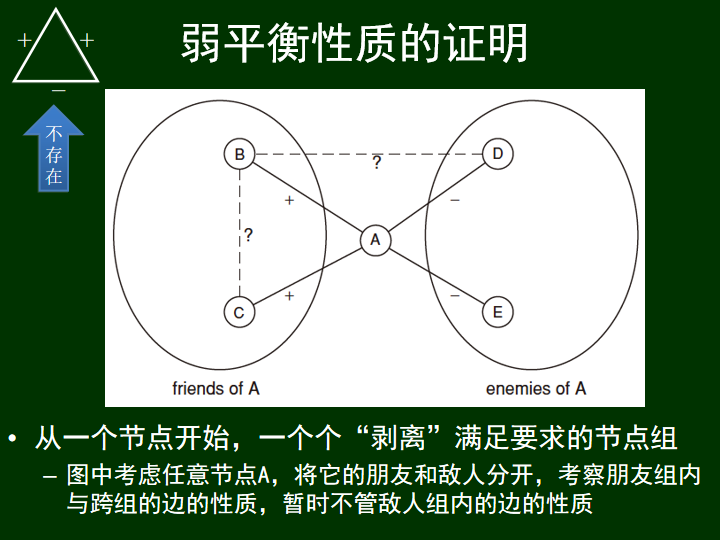 弱平衡性质的证明
+ +
−
不
存
在
B
?
D
+
−
?
A
+
−
C
E
friends of A
enemies of A
• 从一个节点开始，一个个“剥离”满足要求的节点组
– 图中考虑任意节点A，将它的朋友和敌人分开，考察朋友组内
与跨组的边的性质，暂时不管敌人组内的边的性质